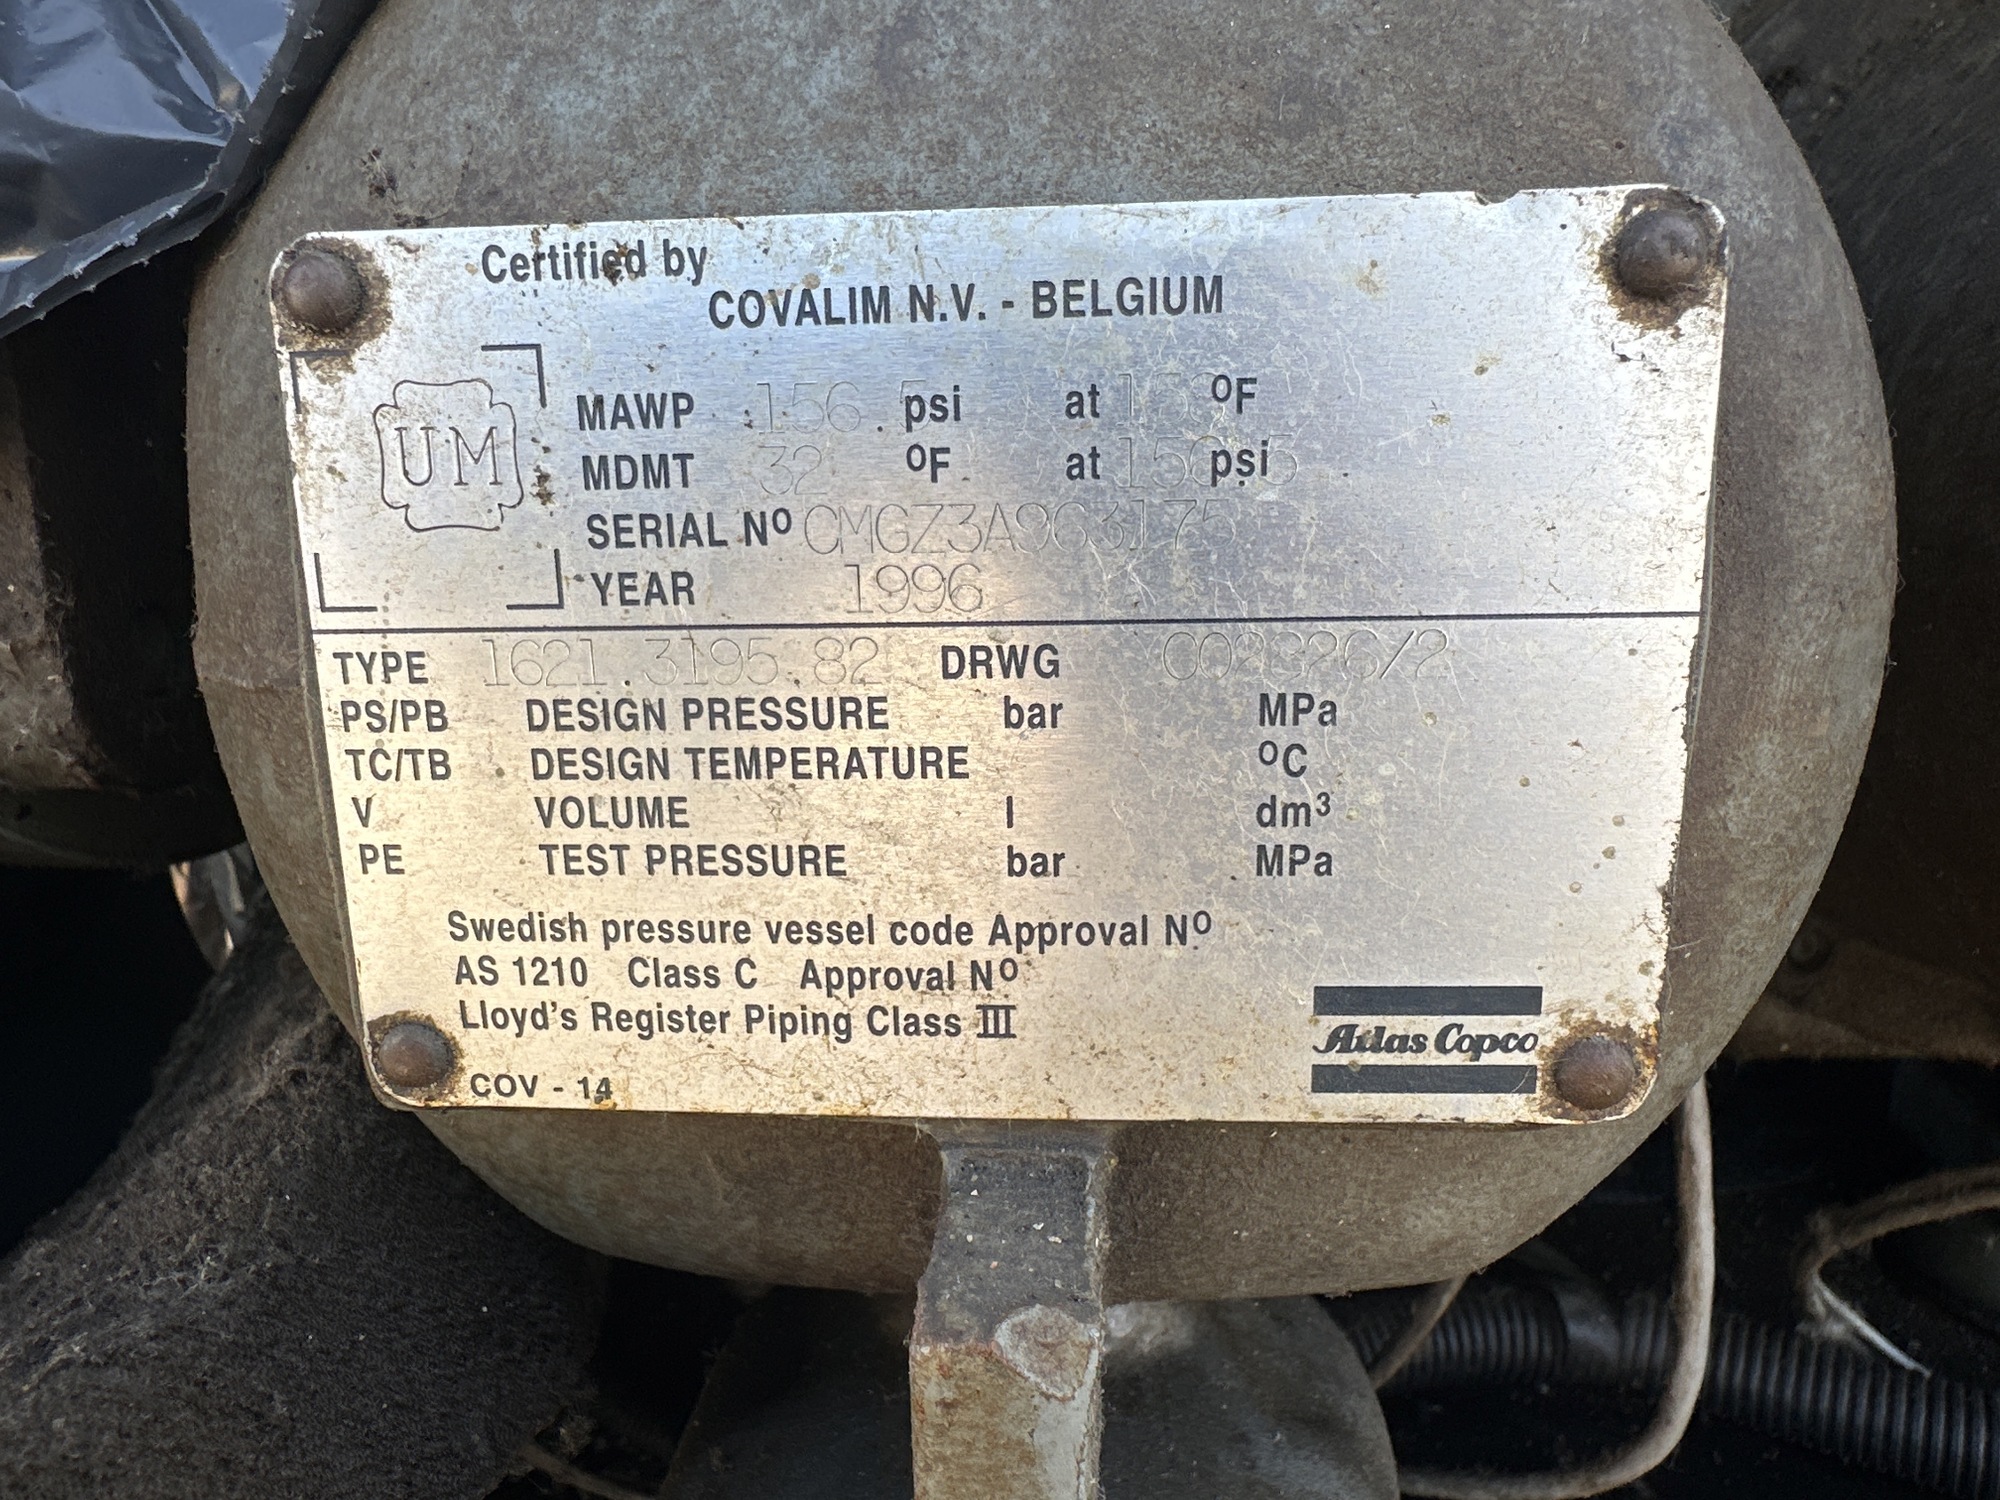 Certified by
COVALIM N.V. - BELGIUM
UM
MAWP 156.5 psi at °F
MDMT 32 °F at 156.5 psi
SERIAL Nº
YEAR 1996
TYPE 1621.3195.82 DRWG
PS/PB DESIGN PRESSURE bar MPa
TC/TB DESIGN TEMPERATURE °C
V VOLUME l dm³
PE TEST PRESSURE bar MPa
Swedish pressure vessel code Approval Nº
AS 1210 Class C Approval Nº
Lloyd's Register Piping Class III
Atlas Copco
COV - 14